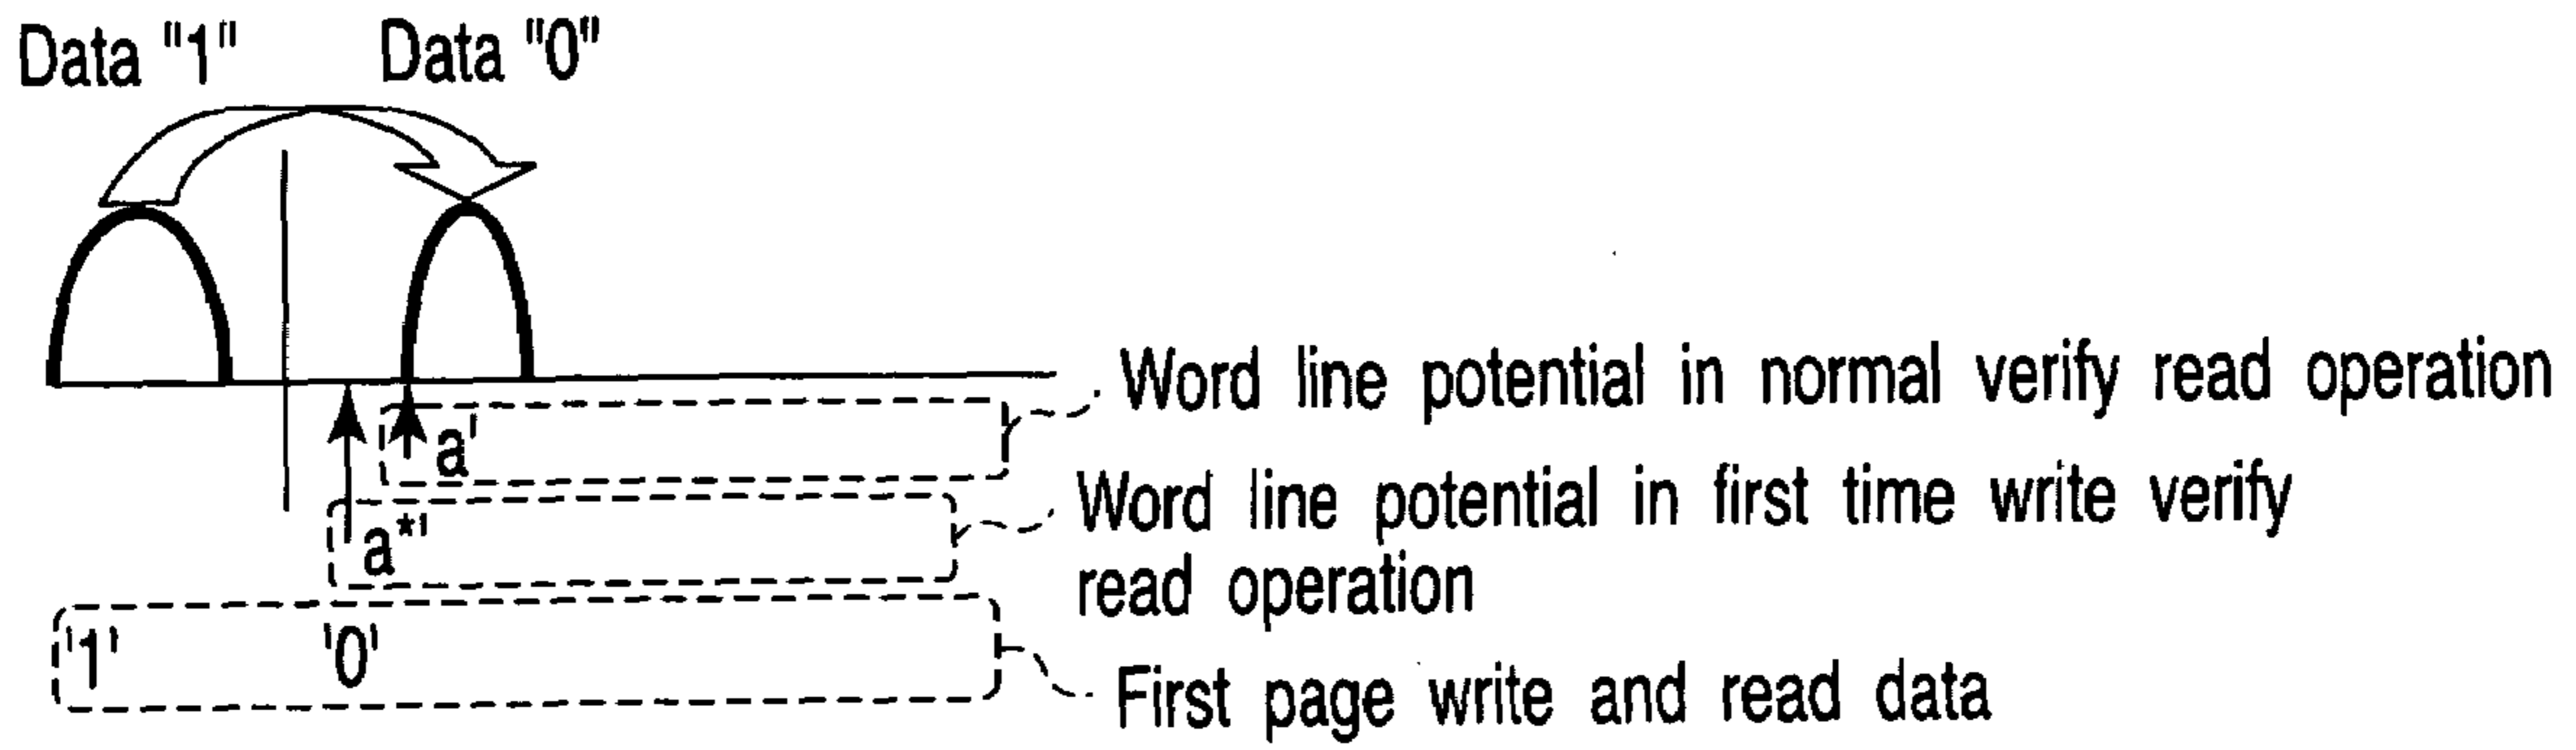 Data "1"
Data "0"
Word line potential in normal verify read operation
a'
Word line potential in first time write verify
read operation
a*'
'1'
'0'
First page write and read data